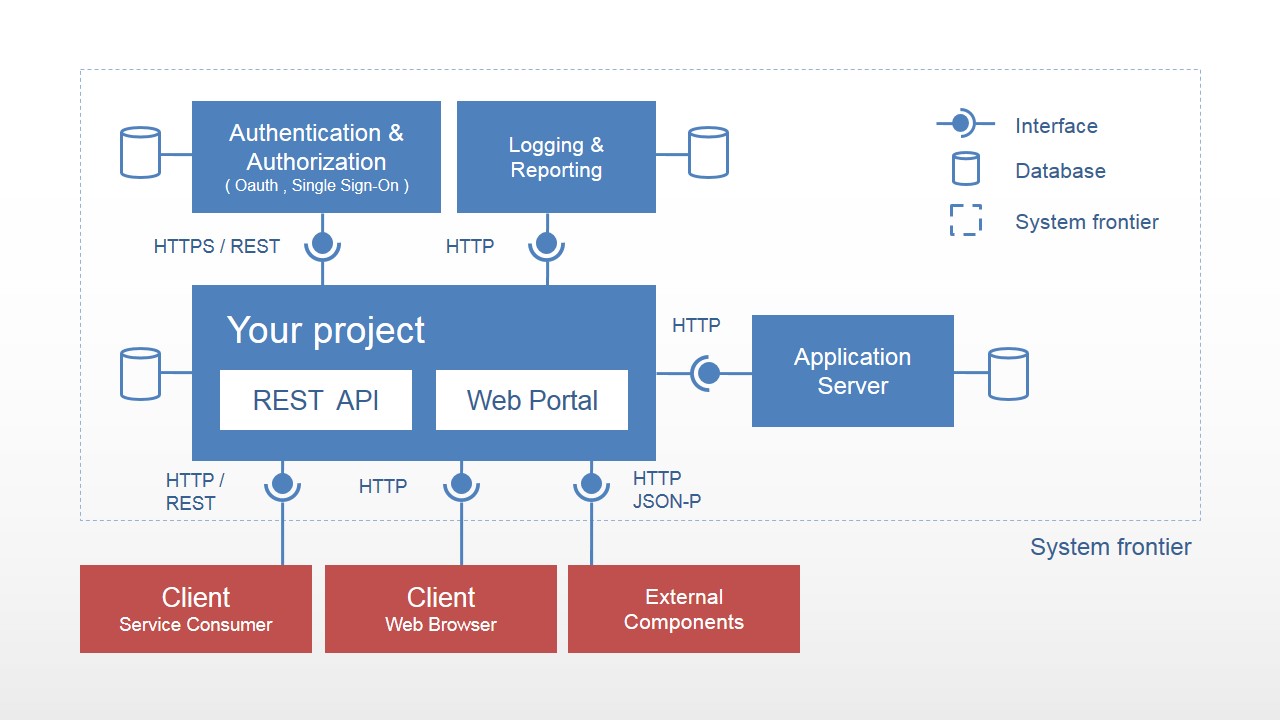 Authentication &
Authorization
( Oauth , Single Sign-On )
Logging &
Reporting
Interface
Database
System frontier
HTTPS / REST
HTTP
Your project
REST API
Web Portal
HTTP
Application
Server
HTTP /
REST
HTTP
HTTP
JSON-P
System frontier
Client
Service Consumer
Client
Web Browser
External
Components